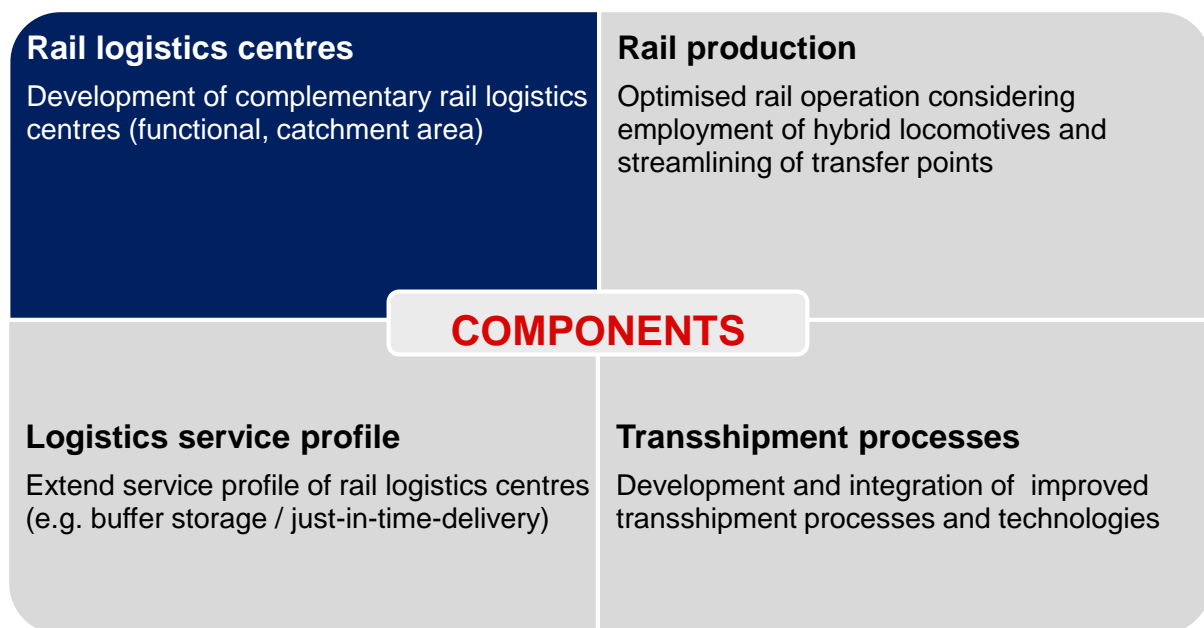 Rail logistics centres
Development of complementary rail logistics
centres (functional, catchment area)
Rail production
Optimised rail operation considering
employment of hybrid locomotives and
streamlining of transfer points
COMPONENTS
Logistics service profile
Extend service profile of rail logistics centres
(e.g. buffer storage / just-in-time-delivery)
Transshipment processes
Development and integration of  improved
transshipment processes and technologies